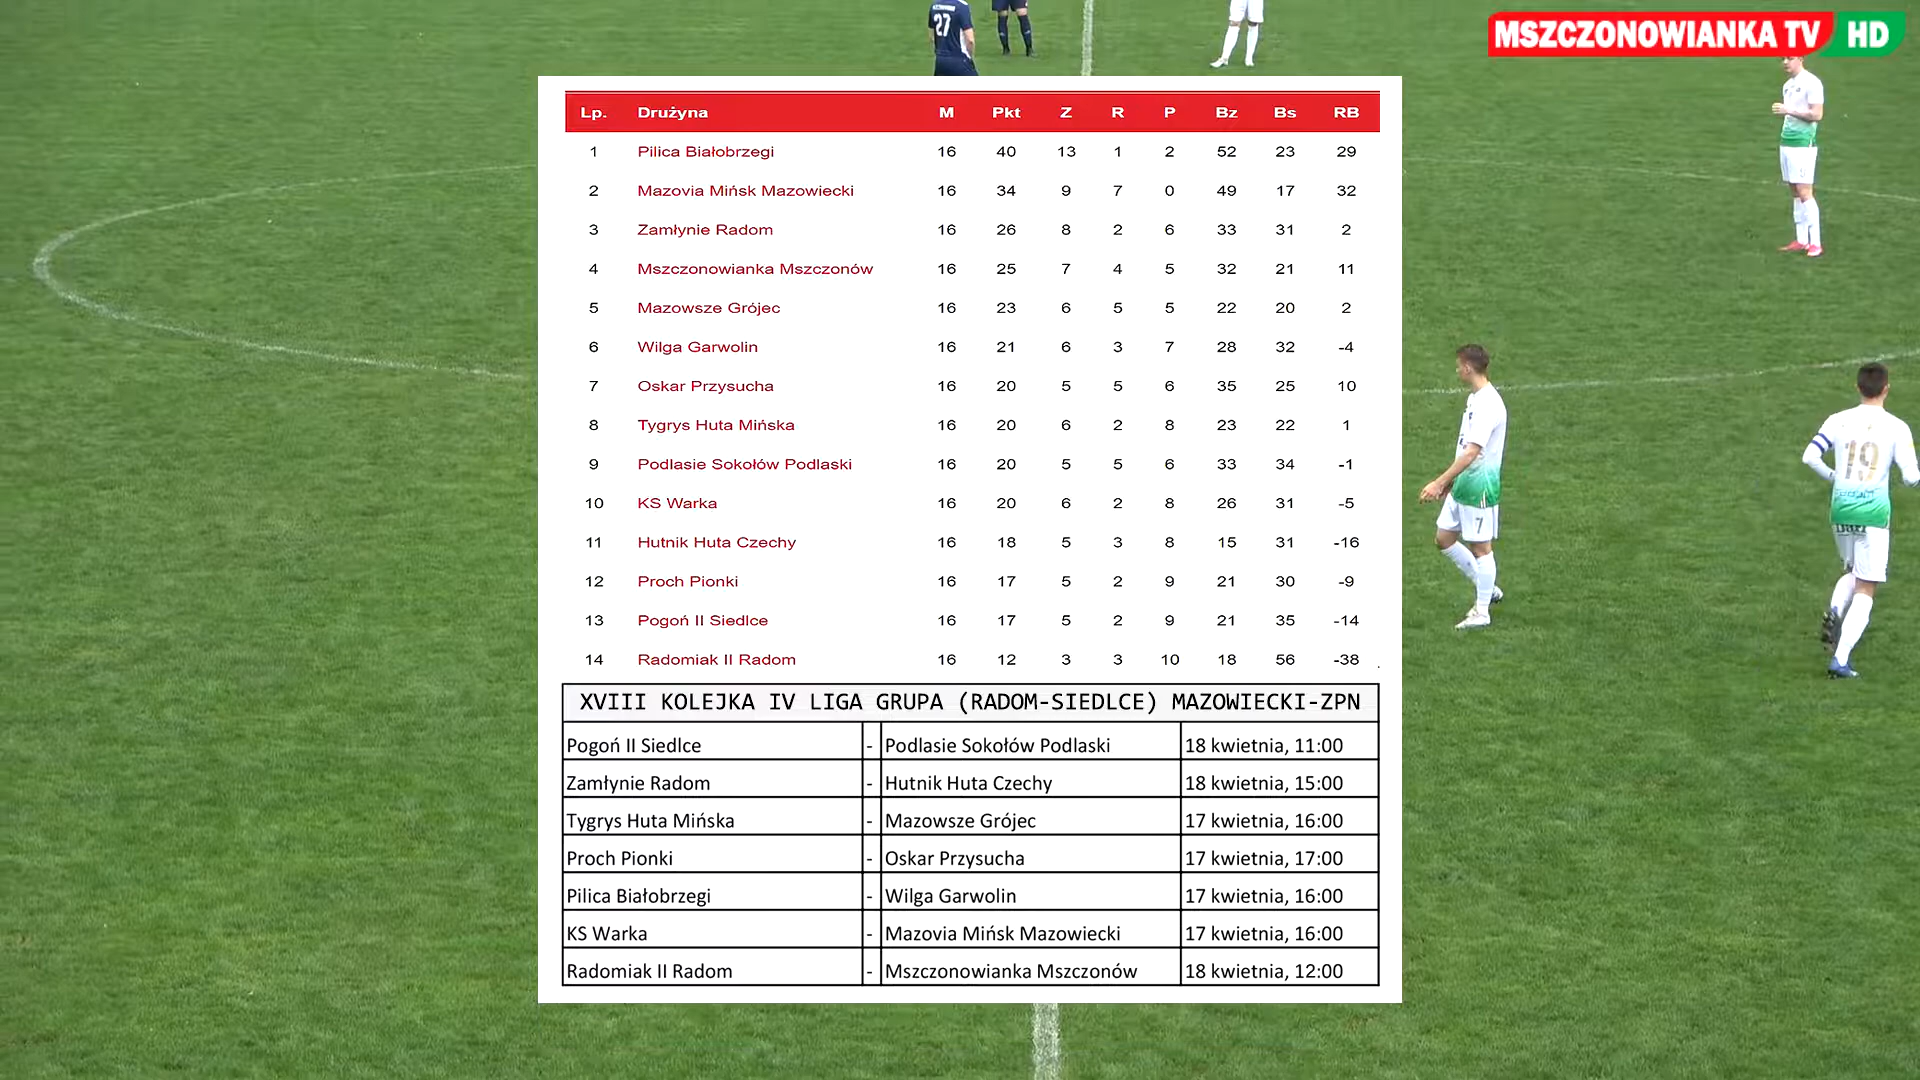 MSZCZONOWIANKA TV HD
27
Lp. Drużyna M Pkt Z R P Bz Bs RB
1 Pilica Białobrzegi 16 40 13 1 2 52 23 29
2 Mazovia Mińsk Mazowiecki 16 34 9 7 0 49 17 32
3 Zamłynie Radom 16 26 8 2 6 33 31 2
4 Mszczonowianka Mszczonów 16 25 7 4 5 32 21 11
5 Mazowsze Grójec 16 23 6 5 5 22 20 2
6 Wilga Garwolin 16 21 6 3 7 28 32 -4
7 Oskar Przysucha 16 20 5 5 6 35 25 10
8 Tygrys Huta Mińska 16 20 6 2 8 23 22 1
9 Podlasie Sokołów Podlaski 16 20 5 5 6 33 34 -1
10 KS Warka 16 20 6 2 8 26 31 -5
11 Hutnik Huta Czechy 16 18 5 3 8 15 31 -16
12 Proch Pionki 16 17 5 2 9 21 30 -9
13 Pogoń II Siedlce 16 17 5 2 9 21 35 -14
14 Radomiak II Radom 16 12 3 3 10 18 56 -38
XVIII KOLEJKA IV LIGA GRUPA (RADOM-SIEDLCE) MAZOWIECKI-ZPN
Pogoń II Siedlce - Podlasie Sokołów Podlaski 18 kwietnia, 11:00
Zamłynie Radom - Hutnik Huta Czechy 18 kwietnia, 15:00
Tygrys Huta Mińska - Mazowsze Grójec 17 kwietnia, 16:00
Proch Pionki - Oskar Przysucha 17 kwietnia, 17:00
Pilica Białobrzegi - Wilga Garwolin 17 kwietnia, 16:00
KS Warka - Mazovia Mińsk Mazowiecki 17 kwietnia, 16:00
Radomiak II Radom - Mszczonowianka Mszczonów 18 kwietnia, 12:00
7
19